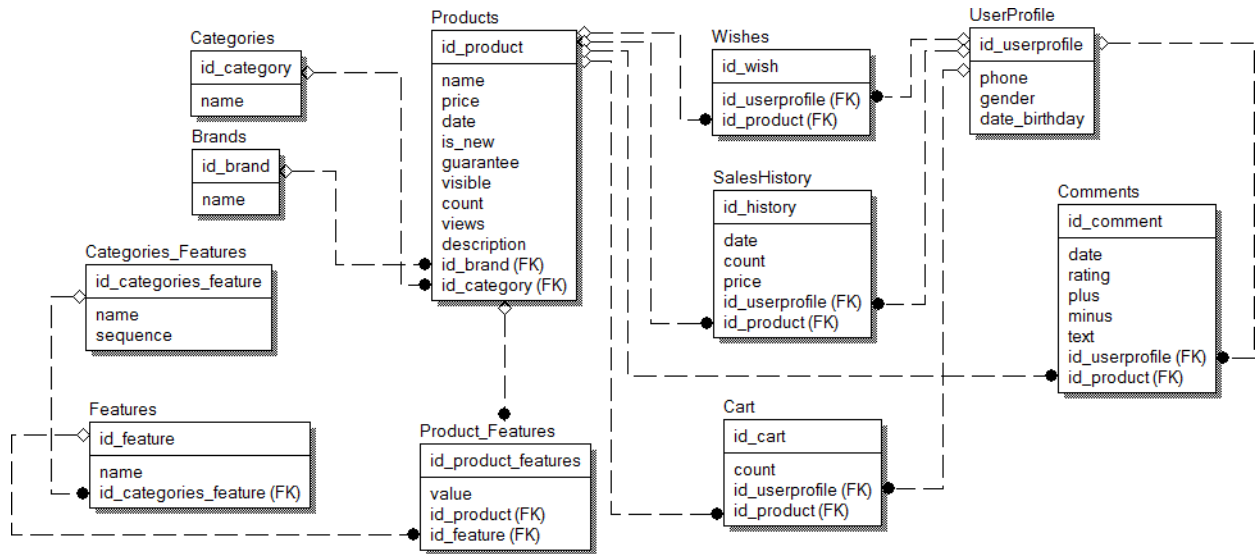 Products
id_product
name
price
date
is_new
guarantee
visible
count
views
description
id_brand (FK)
id_category (FK)
Categories
id_category
name
Brands
id_brand
name
Categories_Features
id_categories_feature
name
sequence
Features
id_feature
name
id_categories_feature (FK)
Product_Features
id_product_features
value
id_product (FK)
id_feature (FK)
Wishes
id_wish
id_userprofile (FK)
id_product (FK)
SalesHistory
id_history
date
count
price
id_userprofile (FK)
id_product (FK)
Cart
id_cart
count
id_userprofile (FK)
id_product (FK)
UserProfile
id_userprofile
phone
gender
date_birthday
Comments
id_comment
date
rating
plus
minus
text
id_userprofile (FK)
id_product (FK)